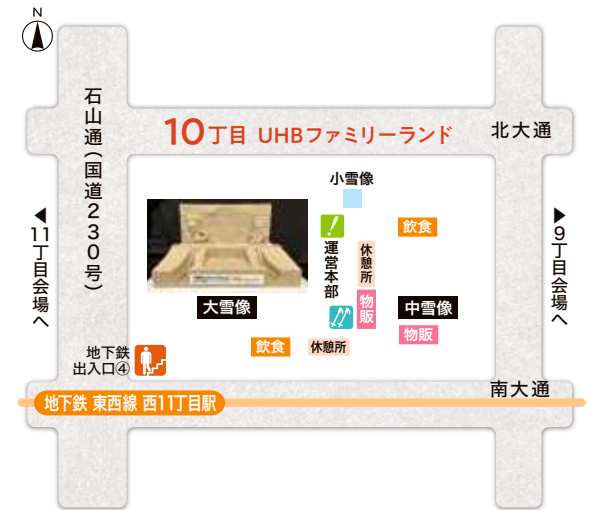 N
石山通(国道230号)
10丁目 UHBファミリーランド
北大通
小雪像
飲食
運営本部
休憩所
物販
大雪像
中雪像
物販
◀11丁目会場へ
▶9丁目会場へ
地下鉄
出入口④
飲食
休憩所
南大通
地下鉄 東西線 西11丁目駅